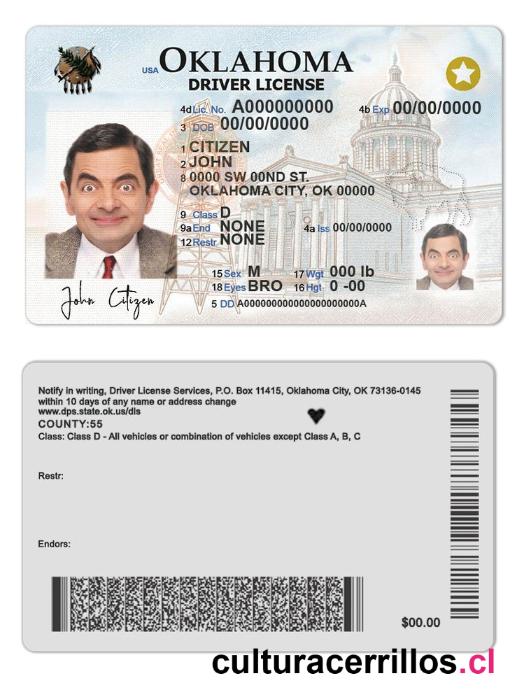 USA OKLAHOMA
DRIVER LICENSE
4d Lic. No. A000000000 4b Exp 00/00/0000
3 DOB 00/00/0000
1 CITIZEN
2 JOHN
8 0000 SW 00ND ST.
OKLAHOMA CITY, OK 00000
9 Class D
9a End NONE 4a Iss 00/00/0000
12 Restr NONE
15 Sex M 17 Wgt 000 lb
18 Eyes BRO 16 Hgt 0 -00
5 DD A000000000000000000000A
John Citizen
Notify in writing, Driver License Services, P.O. Box 11415, Oklahoma City, OK 73136-0145
within 10 days of any name or address change
www.dps.state.ok.us/dls
COUNTY:55
Class: Class D - All vehicles or combination of vehicles except Class A, B, C
Restr:
Endors:
$00.00
culturacerrillos.cl